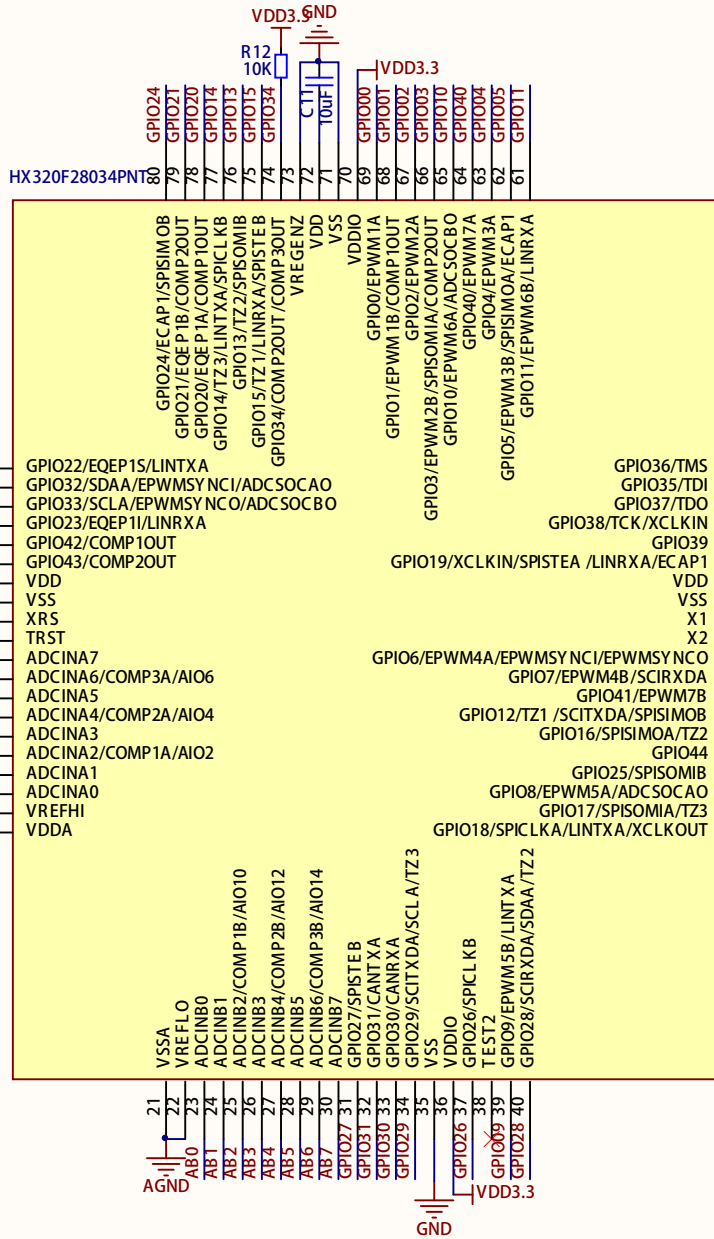 VDD3.3
GND
R12
10K
C11
10uF
VDD3.3
GPIO24
GPIO21
GPIO20
GPIO14
GPIO13
GPIO15
GPIO34
GPIO00
GPIO01
GPIO02
GPIO03
GPIO10
GPIO40
GPIO04
GPIO05
GPIO11
HX320F28034PNT
80
79
78
77
76
75
74
73
72
71
70
69
68
67
66
65
64
63
62
61
GPIO24/ECAP1/SPISIMOB
GPIO21/EQEP1B/COMP2OUT
GPIO20/EQEP1A/COMP1OUT
GPIO14/TZ3/LINTXA/SPICLKB
GPIO13/TZ2/SPISOMIB
GPIO15/TZ1/LINRXA/SPISTEB
GPIO34/COMP2OUT/COMP3OUT
VREGENZ
VDD
VSS
VDDIO
GPIO0/EPWM1A
GPIO1/EPWM1B/COMP1OUT
GPIO2/EPWM2A
GPIO3/EPWM2B/SPISOMIA/COMP2OUT
GPIO10/EPWM6A/ADCSOCBO
GPIO40/EPWM7A
GPIO4/EPWM3A
GPIO5/EPWM3B/SPISIMOA/ECAP1
GPIO11/EPWM6B/LINRXA
GPIO22/EQEP1S/LINTXA
GPIO32/SDAA/EPWMSYNCI/ADCSOCAO
GPIO33/SCLA/EPWMSYNCO/ADCSOCBO
GPIO23/EQEP1I/LINRXA
GPIO42/COMP1OUT
GPIO43/COMP2OUT
VDD
VSS
XRS
TRST
ADCINA7
ADCINA6/COMP3A/AIO6
ADCINA5
ADCINA4/COMP2A/AIO4
ADCINA3
ADCINA2/COMP1A/AIO2
ADCINA1
ADCINA0
VREFHI
VDDA
GPIO36/TMS
GPIO35/TDI
GPIO37/TDO
GPIO38/TCK/XCLKIN
GPIO39
GPIO19/XCLKIN/SPISTEA /LINRXA/ECAP1
VDD
VSS
X1
X2
GPIO6/EPWM4A/EPWMSYNCI/EPWMSYNCO
GPIO7/EPWM4B/SCIRXDA
GPIO41/EPWM7B
GPIO12/TZ1 /SCITXDA/SPISIMOB
GPIO16/SPISIMOA/TZ2
GPIO44
GPIO25/SPISOMIB
GPIO8/EPWM5A/ADCSOCAO
GPIO17/SPISOMIA/TZ3
GPIO18/SPICLKA/LINTXA/XCLKOUT
VSSA
VREFLO
ADCINB0
ADCINB1
ADCINB2/COMP1B/AIO10
ADCINB3
ADCINB4/COMP2B/AIO12
ADCINB5
ADCINB6/COMP3B/AIO14
ADCINB7
GPIO27/SPISTEB
GPIO31/CANTXA
GPIO30/CANRXA
GPIO29/SCITXDA/SCLA/TZ3
VSS
VDDIO
GPIO26/SPICLKB
TEST2
GPIO9/EPWM5B/LINTXA
GPIO28/SCIRXDA/SDAA/TZ2
21
22
23
24
25
26
27
28
29
30
31
32
33
34
35
36
37
38
39
40
AB0
AB1
AB2
AB3
AB4
AB5
AB6
AB7
GPIO27
GPIO31
GPIO30
GPIO29
GPIO26
GPIO09
GPIO28
AGND
VDD3.3
GND